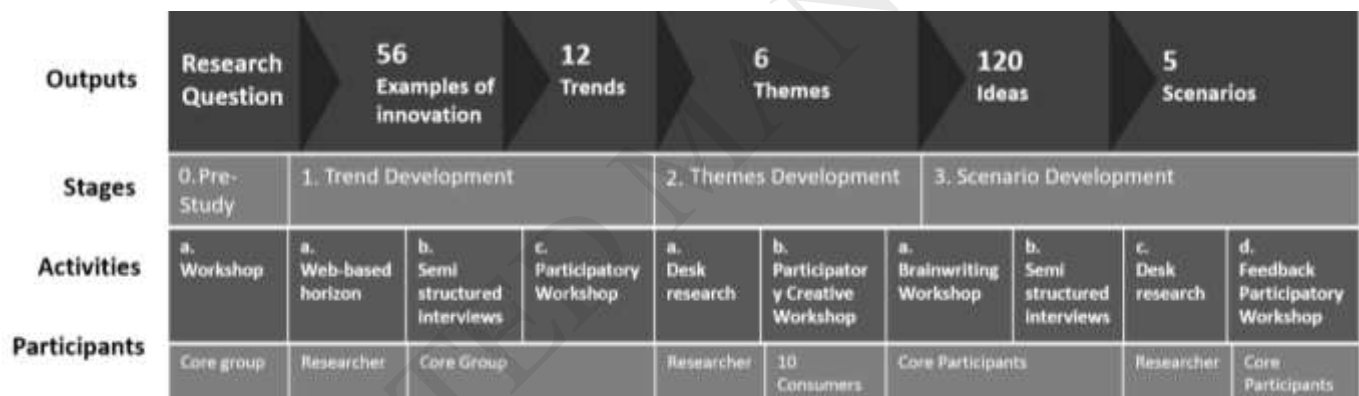 Outputs
Research
Question
56
Examples of
innovation
12
Trends
6
Themes
120
Ideas
5
Scenarios
Stages
0.Pre-
Study
1. Trend Development
2. Themes Development
3. Scenario Development
Activities
a.
Workshop
a.
Web-based
horizon
b.
Semi
structured
interviews
c.
Participatory
Workshop
a.
Desk
research
b.
Participator
y Creative
Workshop
a.
Brainwriting
Workshop
b.
Semi
structured
interviews
c.
Desk
research
d.
Feedback
Participatory
Workshop
Participants
Core group
Researcher
Core Group
Researcher
10
Consumers
Core Participants
Researcher
Core
Participants
TED MAN